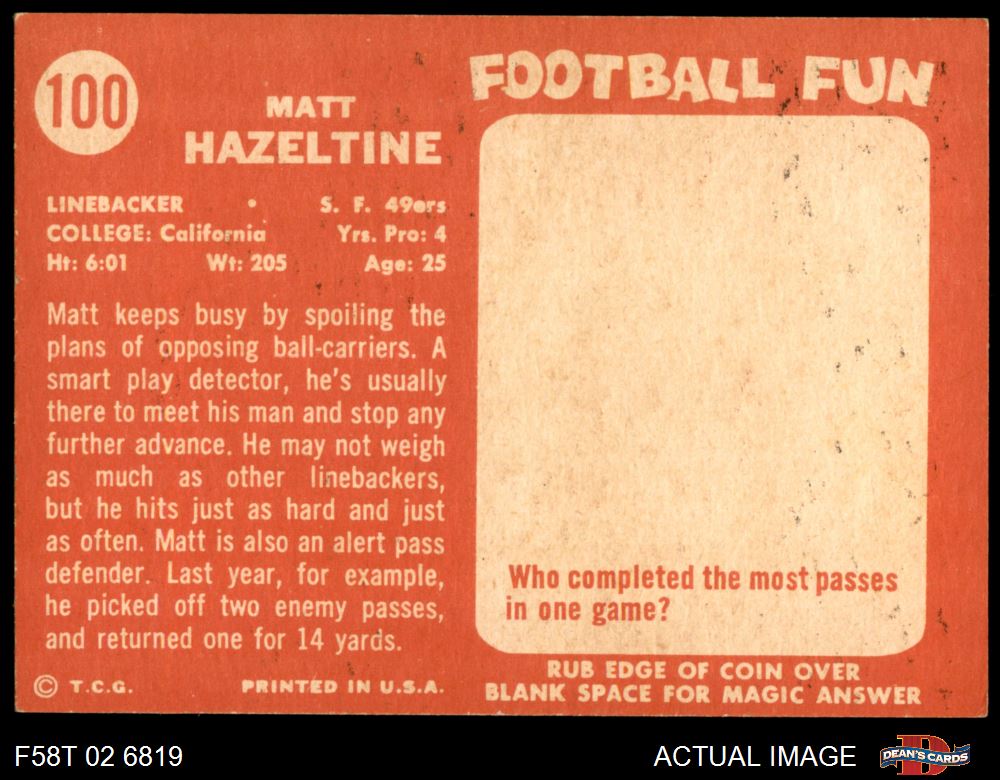 100
MATT
HAZELTINE
LINEBACKER • S. F. 49ers
COLLEGE: California Yrs. Pro: 4
Ht: 6:01 Wt: 205 Age: 25
Matt keeps busy by spoiling the
plans of opposing ball-carriers. A
smart play detector, he's usually
there to meet his man and stop any
further advance. He may not weigh
as much as other linebackers,
but he hits just as hard and just
as often. Matt is also an alert pass
defender. Last year, for example,
he picked off two enemy passes,
and returned one for 14 yards.
© T.C.G. PRINTED IN U.S.A.
FOOTBALL FUN
Who completed the most passes
in one game?
RUB EDGE OF COIN OVER
BLANK SPACE FOR MAGIC ANSWER
F58T 02 6819
ACTUAL IMAGE
DEAN'S CARDS